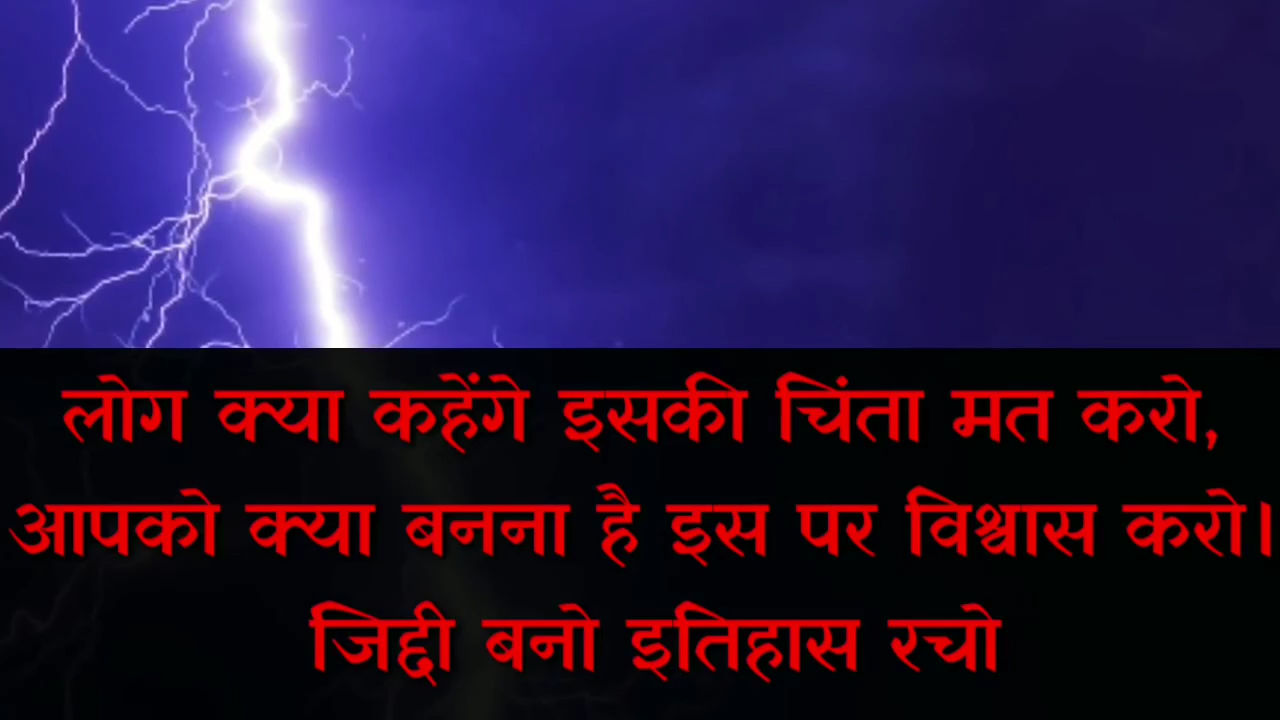 लोग क्या कहेंगे इसकी चिंता मत करो,
आपको क्या बनना है इस पर विश्वास करो।
जिद्दी बनो इतिहास रचो